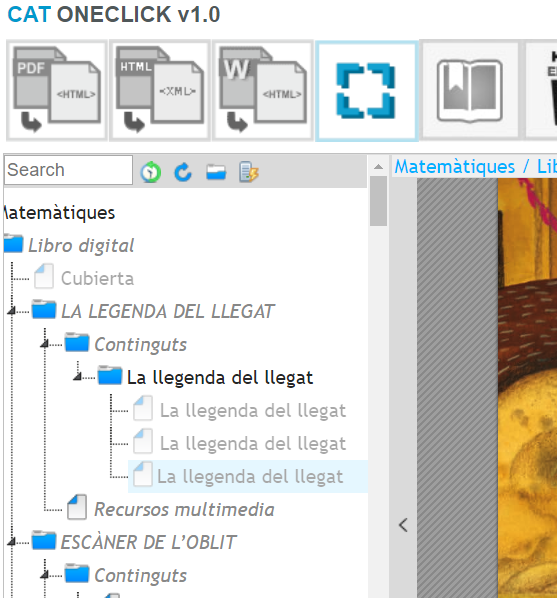 CAT ONECLICK v1.0
PDF <HTML>
HTML <XML>
W <HTML>
Search
Matemàtiques / Lib
Matemàtiques
Libro digital
Cubierta
LA LEGENDA DEL LLEGAT
Continguts
La llegenda del llegat
La llegenda del llegat
La llegenda del llegat
La llegenda del llegat
Recursos multimedia
ESCÀNER DE L’OBLIT
Continguts